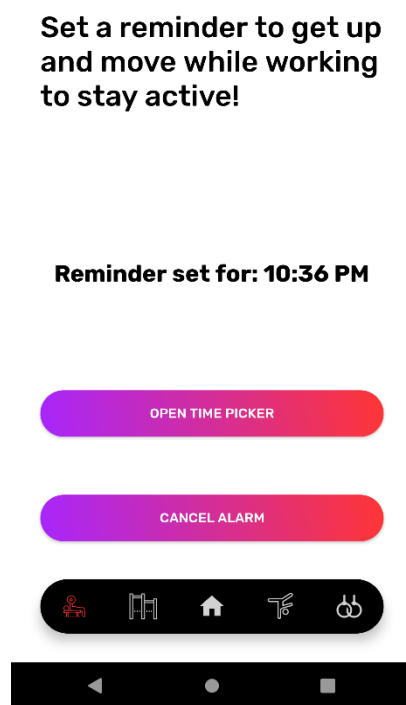 Set a reminder to get up
and move while working
to stay active!
Reminder set for: 10:36 PM
OPEN TIME PICKER
CANCEL ALARM